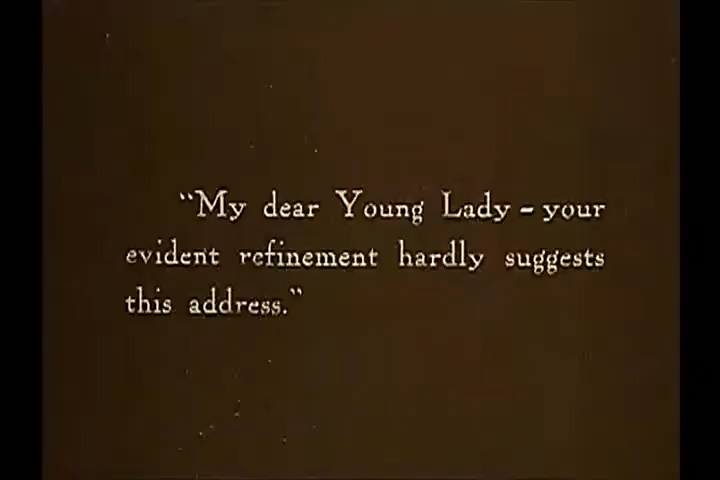 "My dear Young Lady - your
evident refinement hardly suggests
this address."